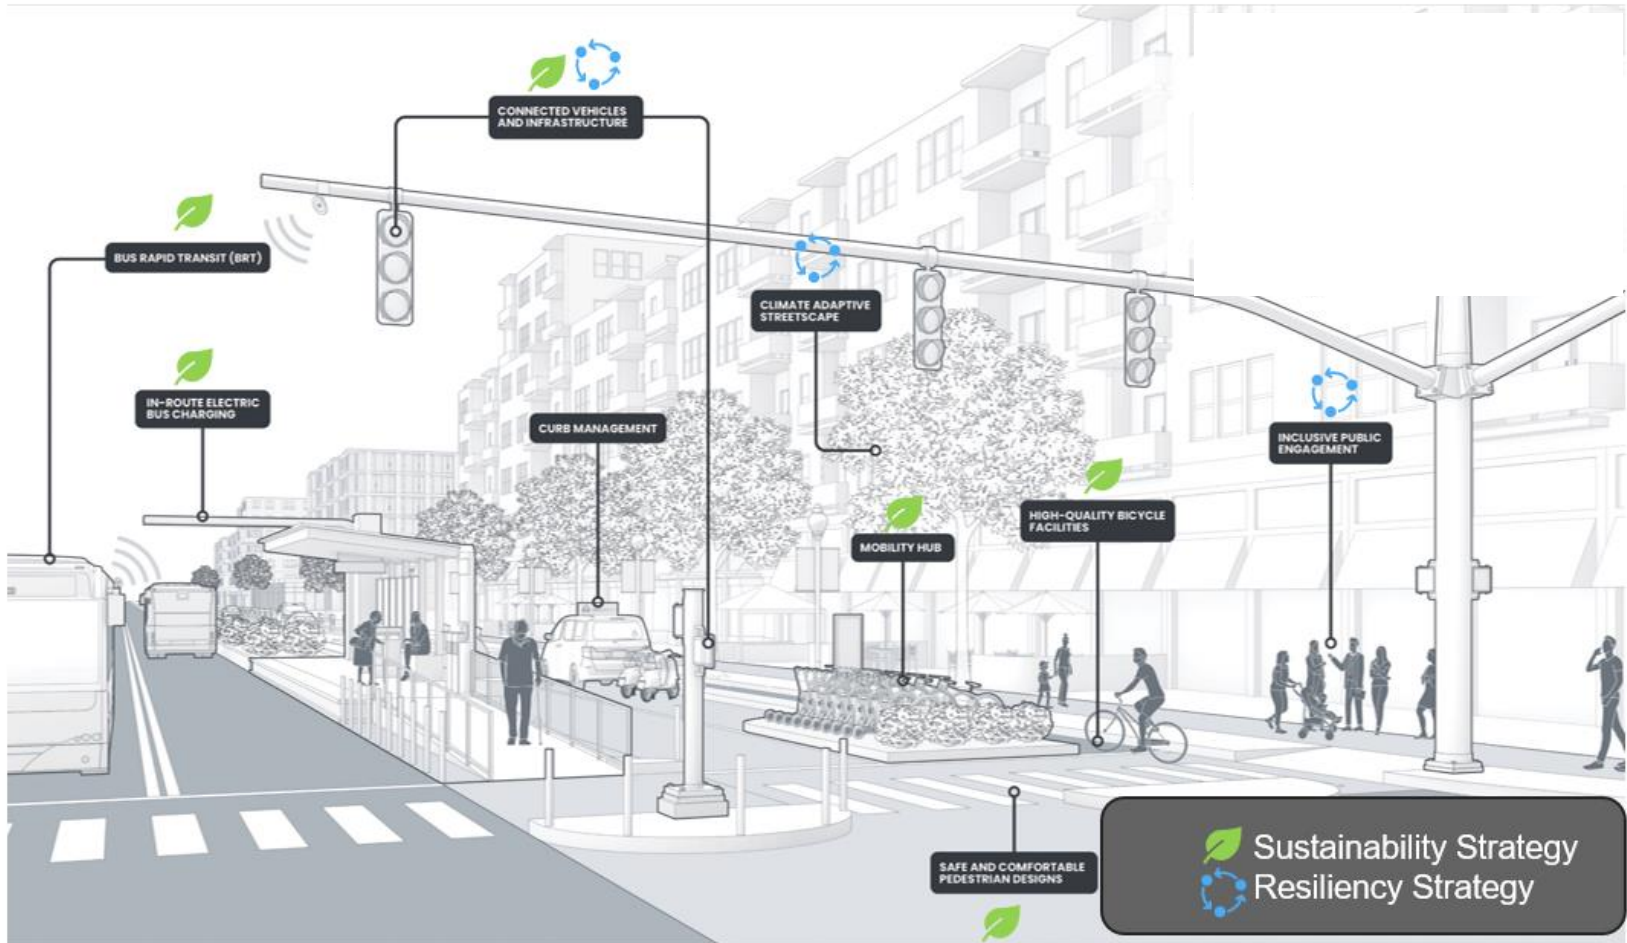 CONNECTED VEHICLES
AND INFRASTRUCTURE
BUS RAPID TRANSIT (BRT)
CLIMATE ADAPTIVE
STREETSCAPE
IN-ROUTE ELECTRIC
BUS CHARGING
CURB MANAGEMENT
INCLUSIVE PUBLIC
ENGAGEMENT
HIGH-QUALITY BICYCLE
FACILITIES
MOBILITY HUB
SAFE AND COMFORTABLE
PEDESTRIAN DESIGNS
Sustainability Strategy
Resiliency Strategy